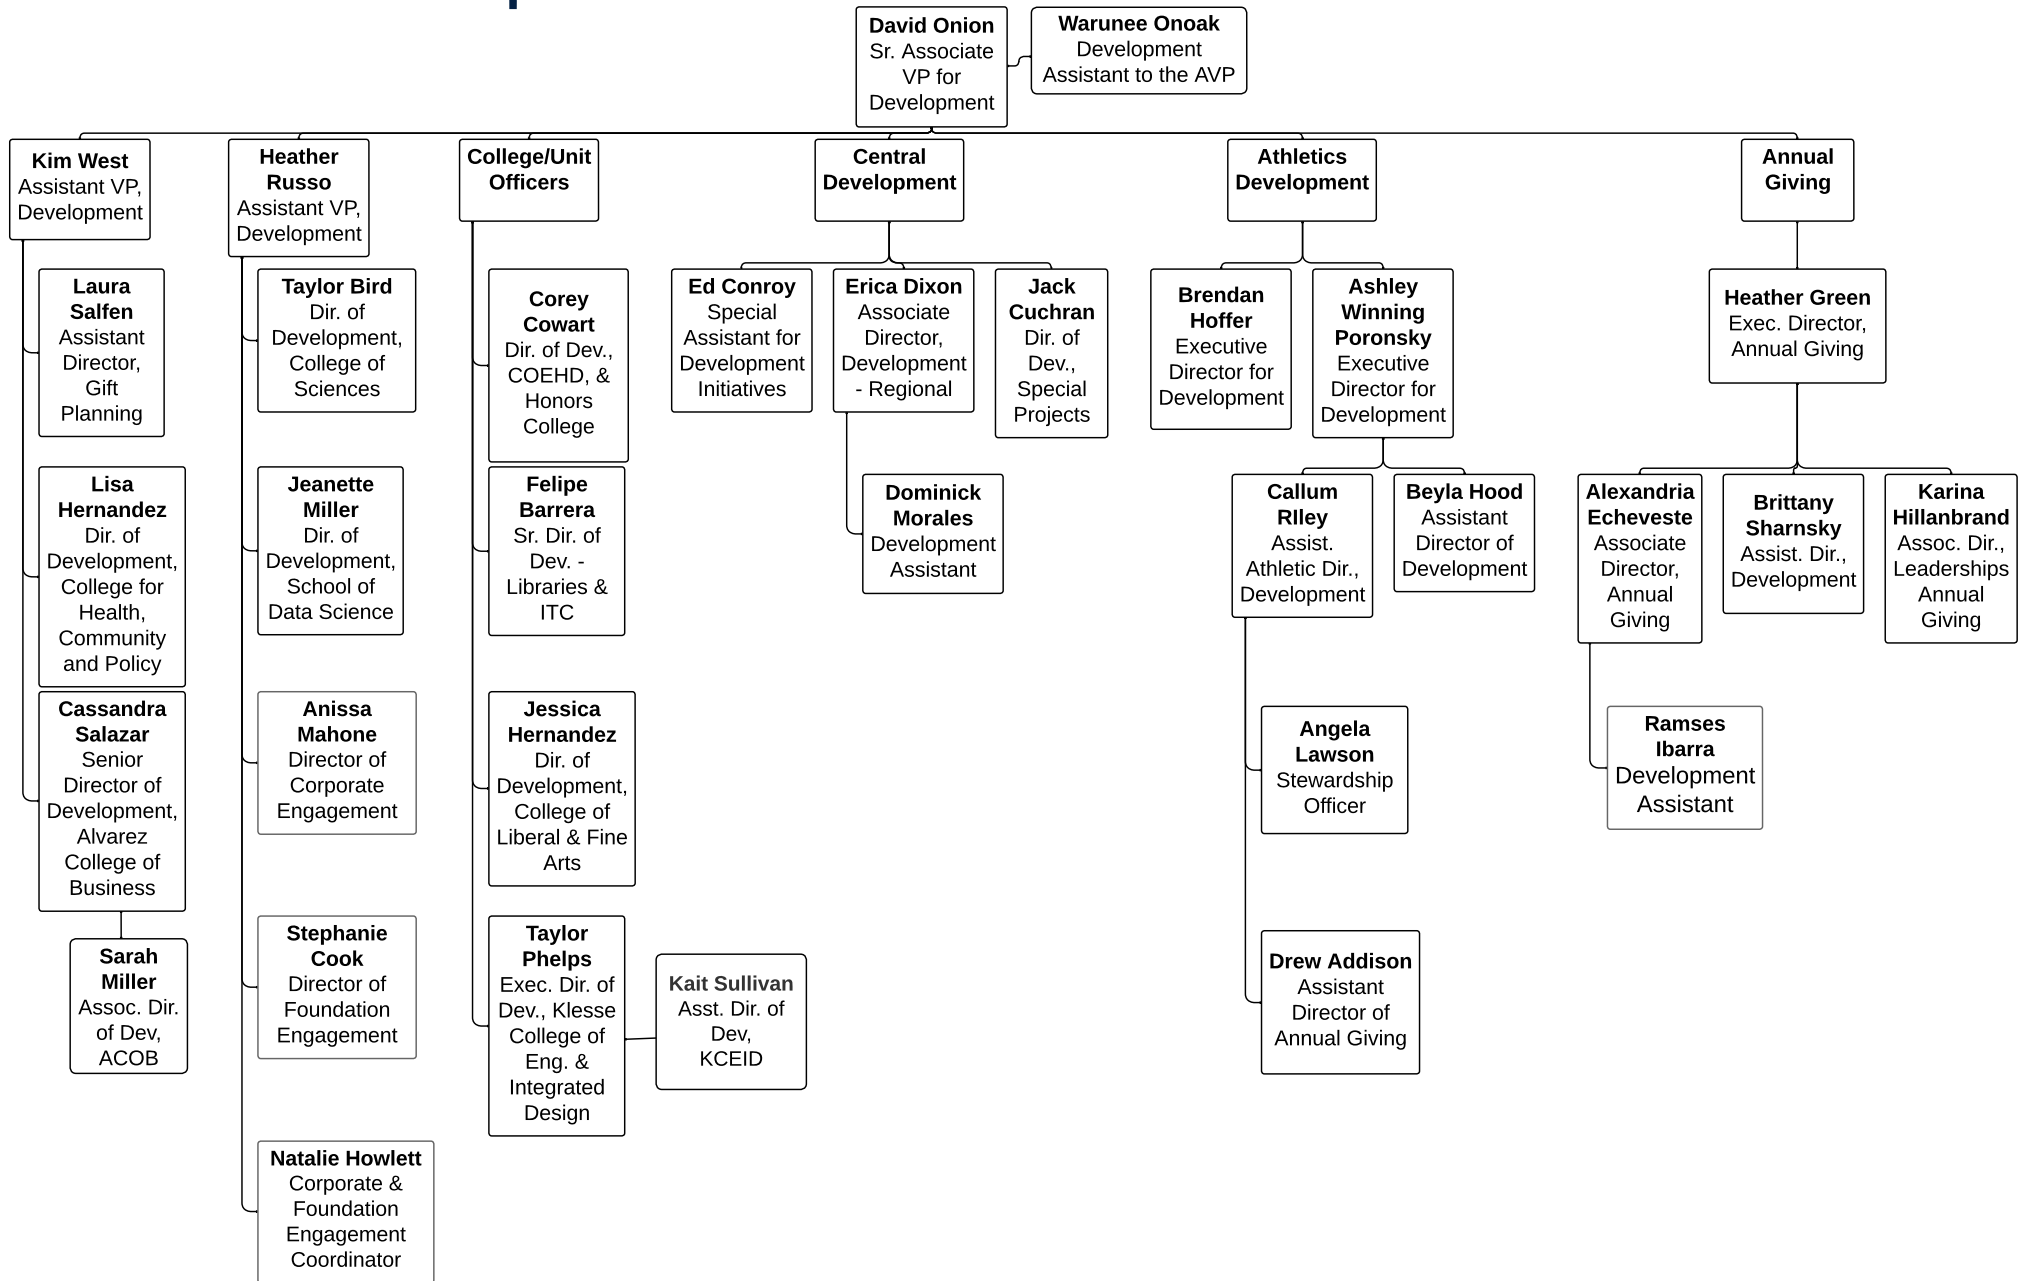 David Onion
Sr. Associate
VP for
Development
Warunee Onoak
Development
Assistant to the AVP
Kim West
Assistant VP,
Development
Heather
Russo
Assistant VP,
Development
College/Unit
Officers
Central
Development
Athletics
Development
Annual
Giving
Laura
Salfen
Assistant
Director,
Gift
Planning
Lisa
Hernandez
Dir. of
Development,
College for
Health,
Community
and Policy
Cassandra
Salazar
Senior
Director of
Development,
Alvarez
College of
Business
Sarah
Miller
Assoc. Dir.
of Dev,
ACOB
Taylor Bird
Dir. of
Development,
College of
Sciences
Jeanette
Miller
Dir. of
Development,
School of
Data Science
Anissa
Mahone
Director of
Corporate
Engagement
Stephanie
Cook
Director of
Foundation
Engagement
Natalie Howlett
Corporate &
Foundation
Engagement
Coordinator
Corey
Cowart
Dir. of Dev.,
COEHD, &
Honors
College
Felipe
Barrera
Sr. Dir. of
Dev. -
Libraries &
ITC
Jessica
Hernandez
Dir. of
Development,
College of
Liberal & Fine
Arts
Taylor
Phelps
Exec. Dir. of
Dev., Klesse
College of
Eng. &
Integrated
Design
Kait Sullivan
Asst. Dir. of
Dev,
KCEID
Ed Conroy
Special
Assistant for
Development
Initiatives
Erica Dixon
Associate
Director,
Development
- Regional
Jack
Cuchran
Dir. of
Dev.,
Special
Projects
Dominick
Morales
Development
Assistant
Brendan
Hoffer
Executive
Director for
Development
Ashley
Winning
Poronsky
Executive
Director for
Development
Callum
RIley
Assist.
Athletic Dir.,
Development
Beyla Hood
Assistant
Director of
Development
Angela
Lawson
Stewardship
Officer
Drew Addison
Assistant
Director of
Annual Giving
Heather Green
Exec. Director,
Annual Giving
Alexandria
Echeveste
Associate
Director,
Annual
Giving
Brittany
Sharnsky
Assist. Dir.,
Development
Karina
Hillanbrand
Assoc. Dir.,
Leaderships
Annual
Giving
Ramses
Ibarra
Development
Assistant